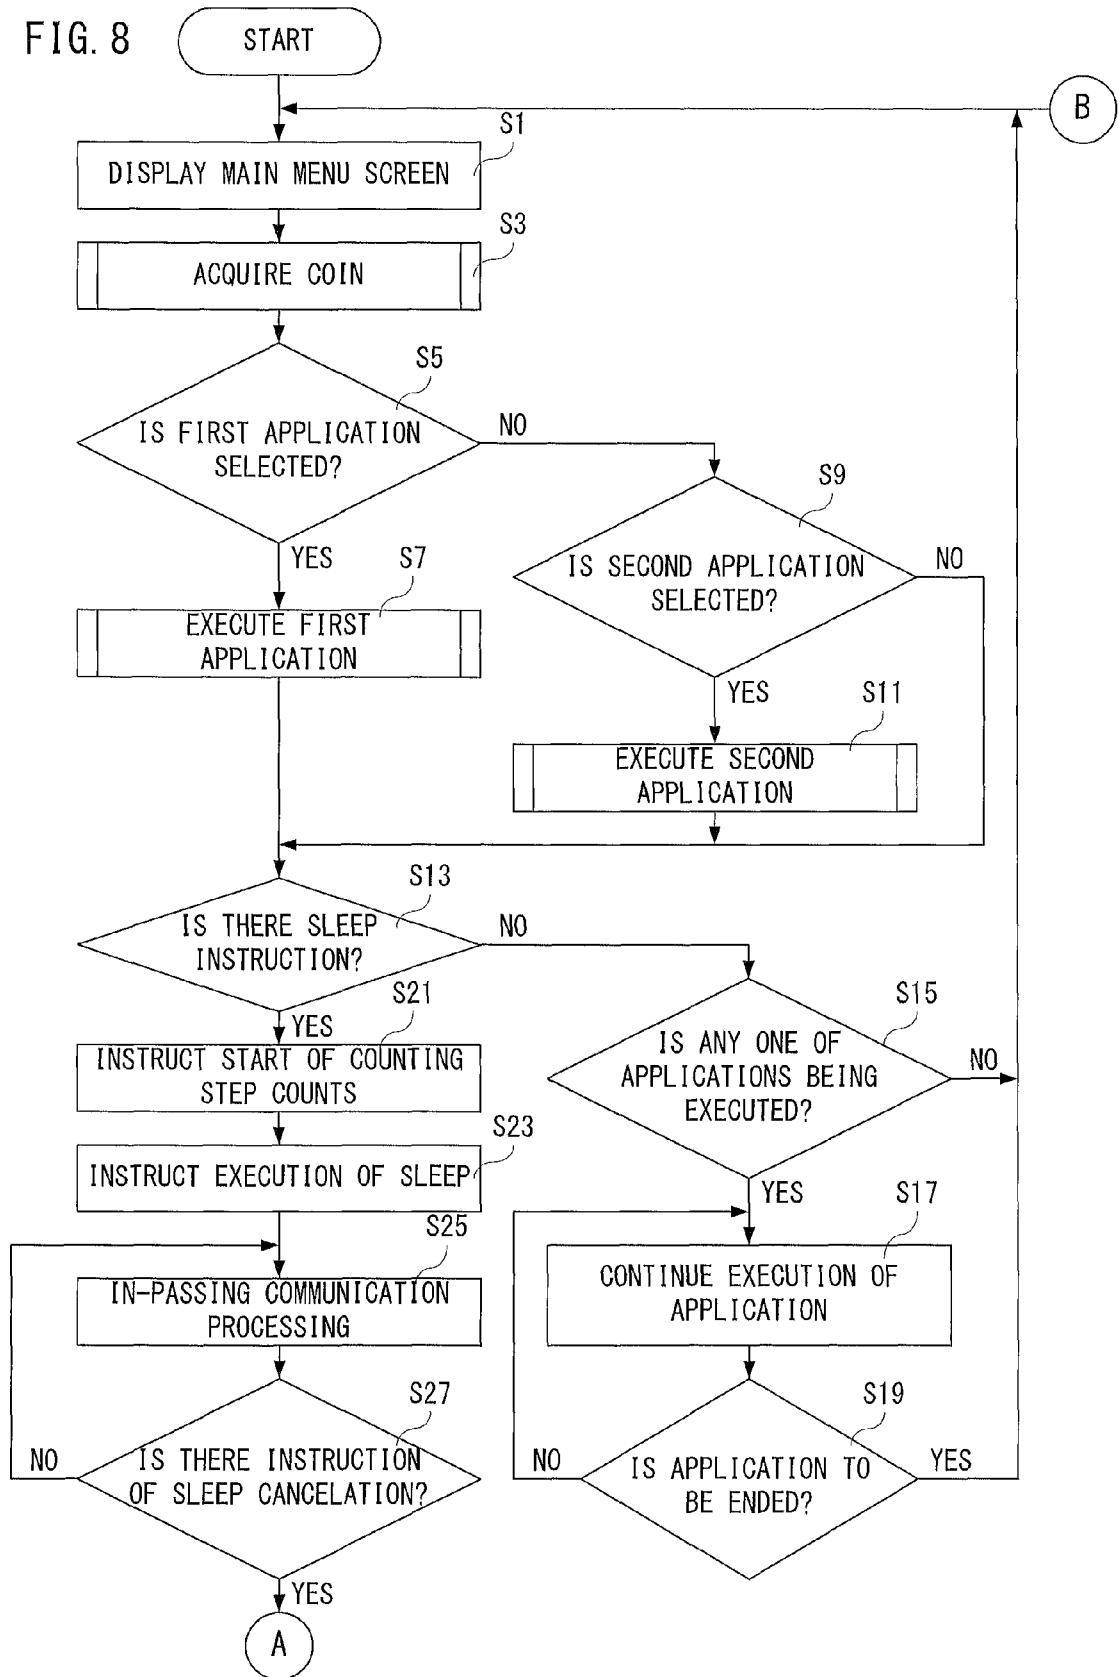 FIG. 8
START
B
S1
DISPLAY MAIN MENU SCREEN
S3
ACQUIRE COIN
S5
IS FIRST APPLICATION
SELECTED?
NO
YES
S9
IS SECOND APPLICATION
SELECTED?
NO
YES
S7
EXECUTE FIRST
APPLICATION
S11
EXECUTE SECOND
APPLICATION
S13
IS THERE SLEEP
INSTRUCTION?
NO
YES
S15
IS ANY ONE OF
APPLICATIONS BEING
EXECUTED?
NO
YES
S21
INSTRUCT START OF COUNTING
STEP COUNTS
S23
INSTRUCT EXECUTION OF SLEEP
S17
CONTINUE EXECUTION OF
APPLICATION
S25
IN-PASSING COMMUNICATION
PROCESSING
S27
IS THERE INSTRUCTION
OF SLEEP CANCELATION?
NO
YES
S19
IS APPLICATION TO
BE ENDED?
NO
YES
A